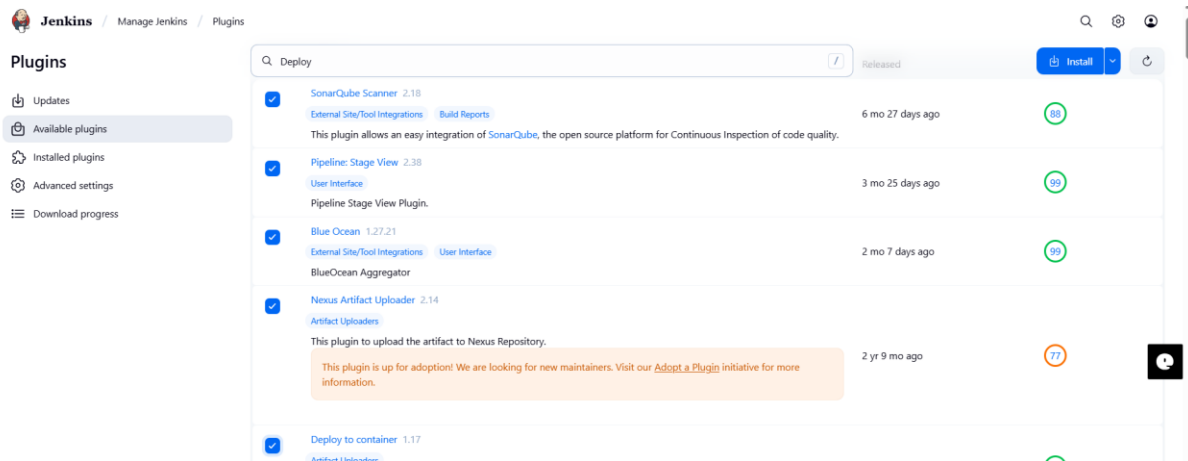 Jenkins / Manage Jenkins / Plugins
Plugins
Updates
Available plugins
Installed plugins
Advanced settings
Download progress
Deploy /
Released
Install
SonarQube Scanner 2.18
External Site/Tool Integrations Build Reports
This plugin allows an easy integration of SonarQube, the open source platform for Continuous Inspection of code quality.
6 mo 27 days ago
88
Pipeline: Stage View 2.38
User Interface
Pipeline Stage View Plugin.
3 mo 25 days ago
99
Blue Ocean 1.27.21
External Site/Tool Integrations User Interface
BlueOcean Aggregator
2 mo 7 days ago
99
Nexus Artifact Uploader 2.14
Artifact Uploaders
This plugin to upload the artifact to Nexus Repository.
This plugin is up for adoption! We are looking for new maintainers. Visit our Adopt a Plugin initiative for more
information.
2 yr 9 mo ago
77
Deploy to container 1.17
Artifact Uploaders